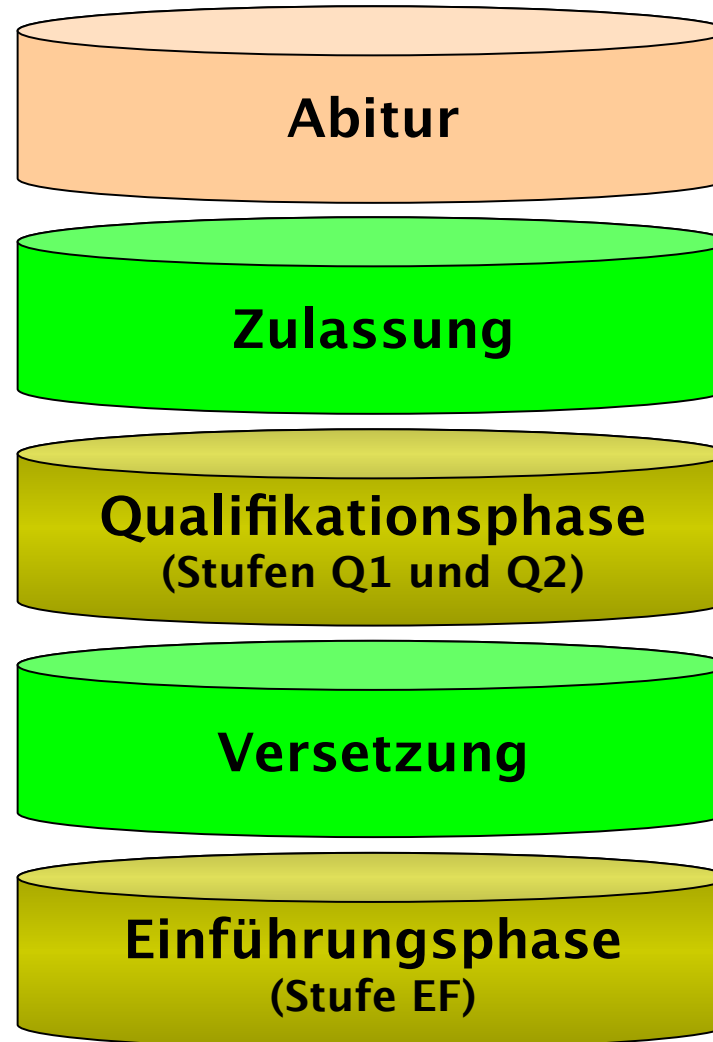 Abitur
Zulassung
Qualifikationsphase
(Stufen Q1 und Q2)
Versetzung
Einführungsphase
(Stufe EF)